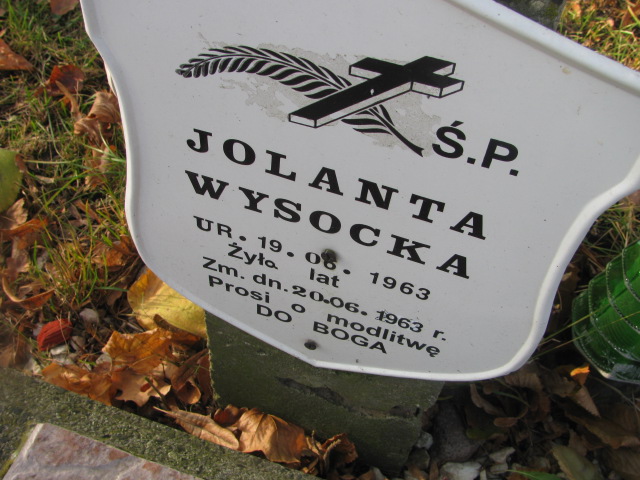 Ś.P.
JOLANTA
WYSOCKA
UR. 19.06. 1963
Żyła lat
Zm. dn. 20.06.1963 r.
Prosi o modlitwę
DO BOGA